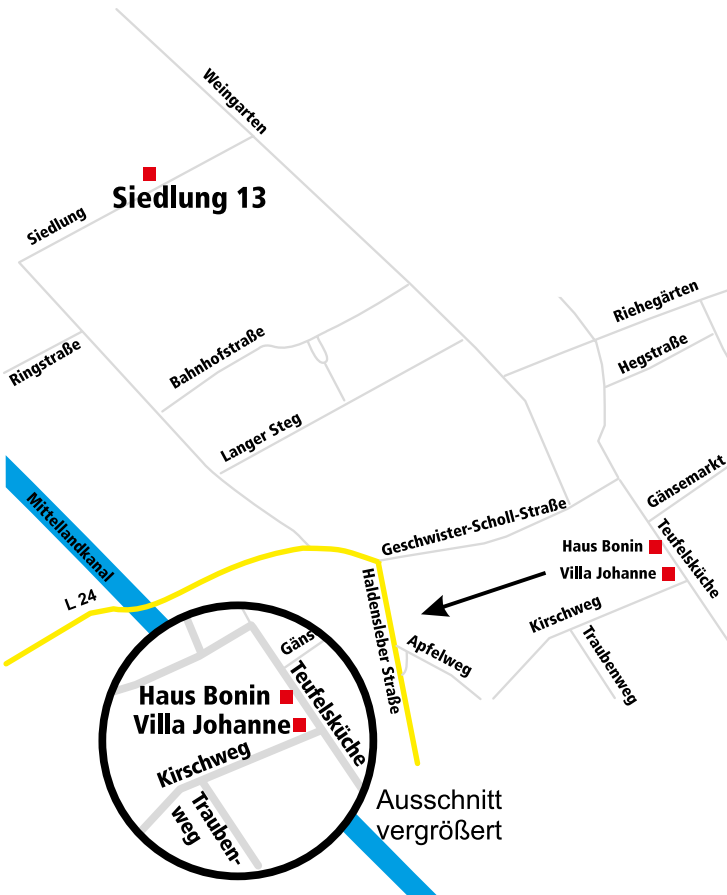 Weingarten
Siedlung 13
Siedlung
Riehegärten
Ringstraße
Bahnhofstraße
Hegstraße
Langer Steg
Gänsemarkt
Mittellandkanal
Geschwister-Scholl-Straße
Haus Bonin
Teufelsküche
Villa Johanne
L 24
Haldensleber Straße
Kirschweg
Apfelweg
Traubenweg
Gäns
Haus Bonin
Teufelsküche
Villa Johanne
Kirschweg
Trauben-
weg
Ausschnitt
vergrößert